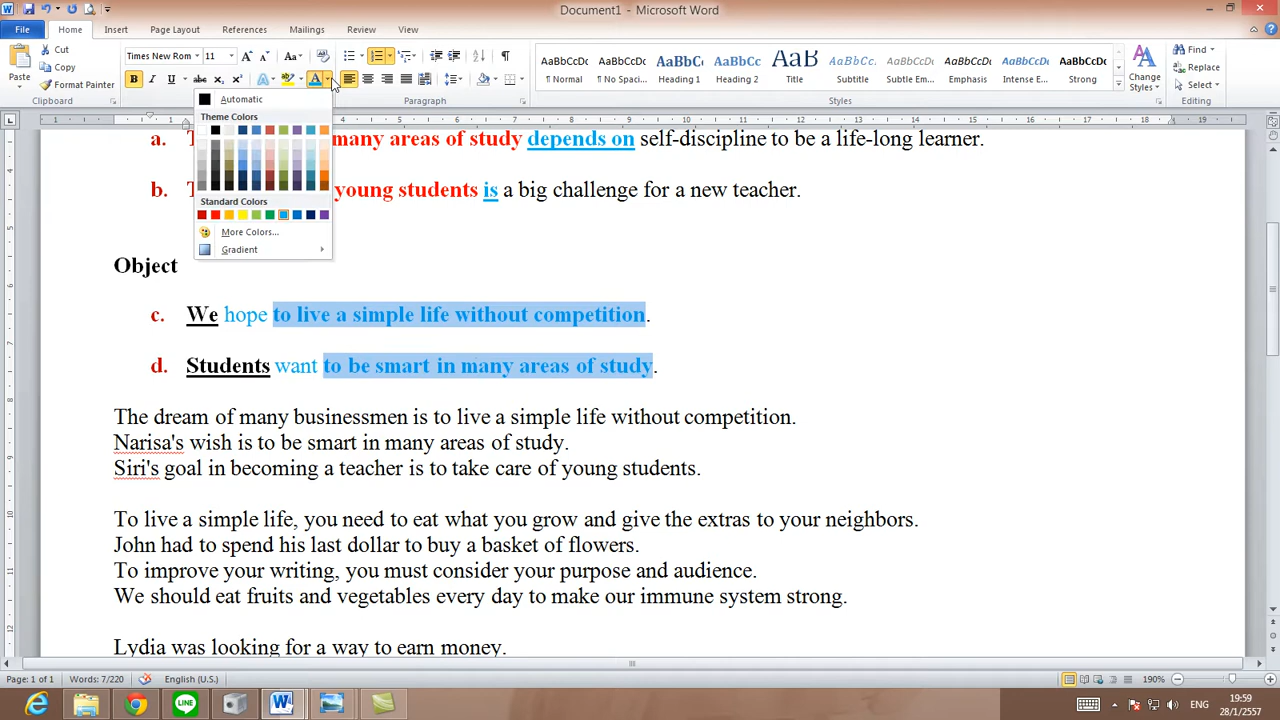 Document1 - Microsoft Word
File Home Insert Page Layout References Mailings Review View
Paste Cut Copy Format Painter
Clipboard
Times New Rom 11
Paragraph
AaBbCcDc ¶ Normal
AaBbCcDc ¶ No Spaci...
AaBbCc Heading 1
AaBbCc Heading 2
AaB Title
AaBbCcDc Subtitle
AaBbCcDc Subtle Em...
AaBbCcDc Emphasis
AaBbCcDc Intense E...
AaBbCcDc Strong
Change Styles
Styles
Find
Replace
Select
Editing
Automatic
Theme Colors
Standard Colors
More Colors...
Gradient
a. T many areas of study depends on self-discipline to be a life-long learner.
b. T young students is a big challenge for a new teacher.
Object
c. We hope to live a simple life without competition.
d. Students want to be smart in many areas of study.
The dream of many businessmen is to live a simple life without competition.
Narisa's wish is to be smart in many areas of study.
Siri's goal in becoming a teacher is to take care of young students.
To live a simple life, you need to eat what you grow and give the extras to your neighbors.
John had to spend his last dollar to buy a basket of flowers.
To improve your writing, you must consider your purpose and audience.
We should eat fruits and vegetables every day to make our immune system strong.
Lydia was looking for a way to earn money.
Page: 1 of 1 Words: 7/220 English (U.S.) 190%
LINE
ENG
19:59
28/1/2557